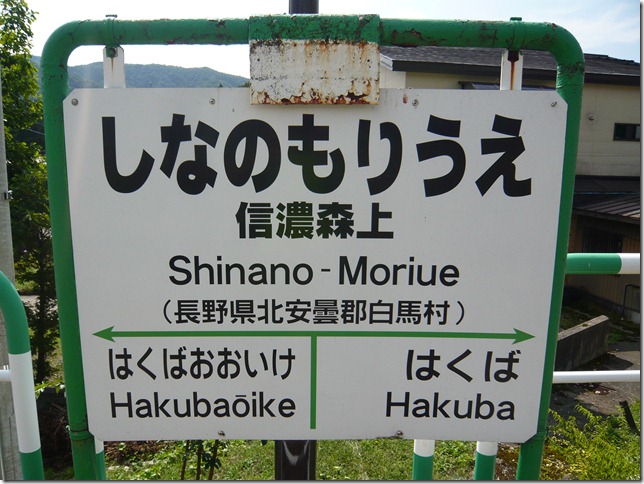 しなのもりうえ
信濃森上
Shinano-Moriue
（長野県北安曇郡白馬村）
はくばおおいけ はくば
Hakubaōike Hakuba